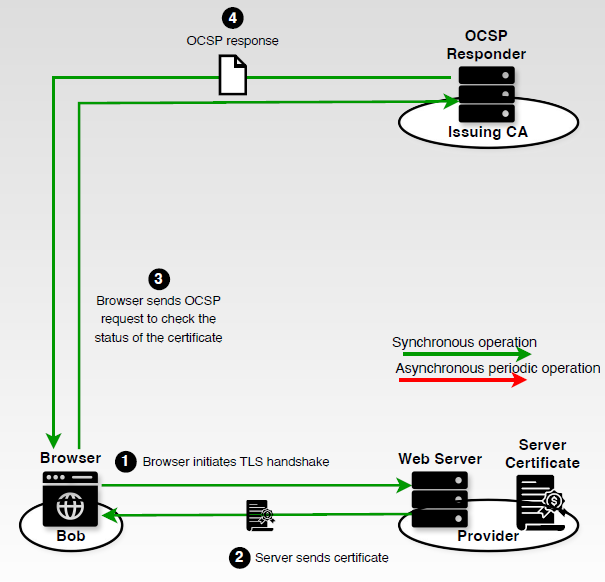 4
OCSP response
OCSP
Responder
Issuing CA
3
Browser sends OCSP
request to check the
status of the certificate
Synchronous operation
Asynchronous periodic operation
Browser
1
Browser initiates TLS handshake
Web Server
Server
Certificate
Bob
Provider
2
Server sends certificate